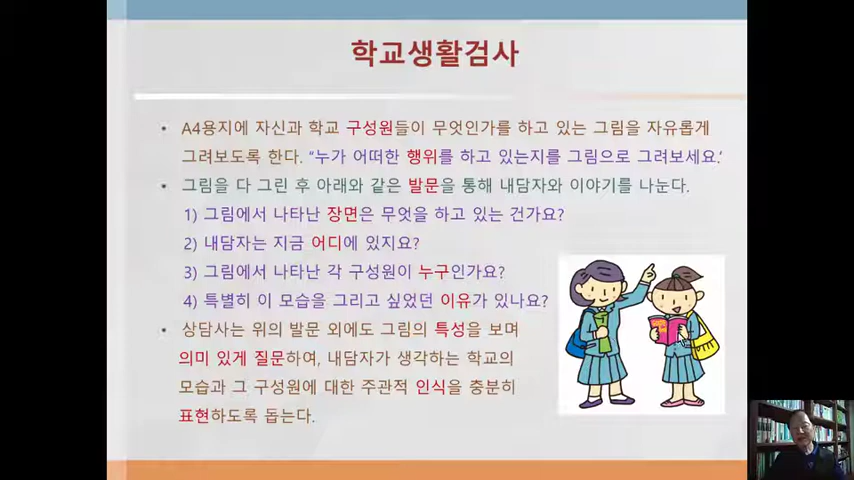 학교생활검사
• A4용지에 자신과 학교 구성원들이 무엇인가를 하고 있는 그림을 자유롭게
그려보도록 한다. “누가 어떠한 행위를 하고 있는지를 그림으로 그려보세요.’
• 그림을 다 그린 후 아래와 같은 발문을 통해 내담자와 이야기를 나눈다.
1) 그림에서 나타난 장면은 무엇을 하고 있는 건가요?
2) 내담자는 지금 어디에 있지요?
3) 그림에서 나타난 각 구성원이 누구인가요?
4) 특별히 이 모습을 그리고 싶었던 이유가 있나요?
• 상담사는 위의 발문 외에도 그림의 특성을 보며
의미 있게 질문하여, 내담자가 생각하는 학교의
모습과 그 구성원에 대한 주관적 인식을 충분히
표현하도록 돕는다.